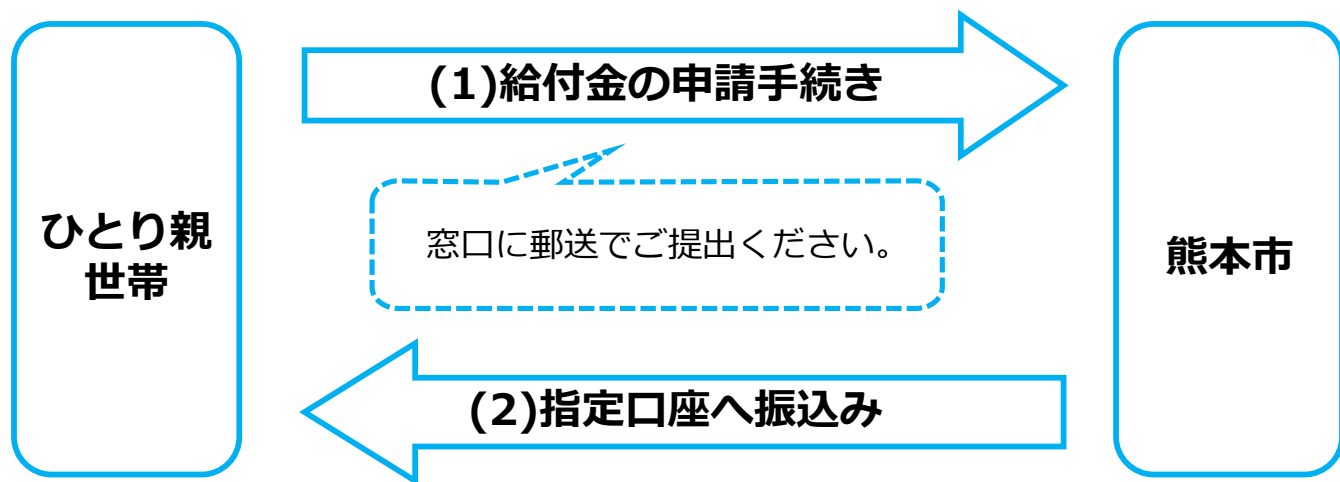 (1)給付金の申請手続き
ひとり親
世帯
窓口に郵送でご提出ください。
熊本市
(2)指定口座へ振込み